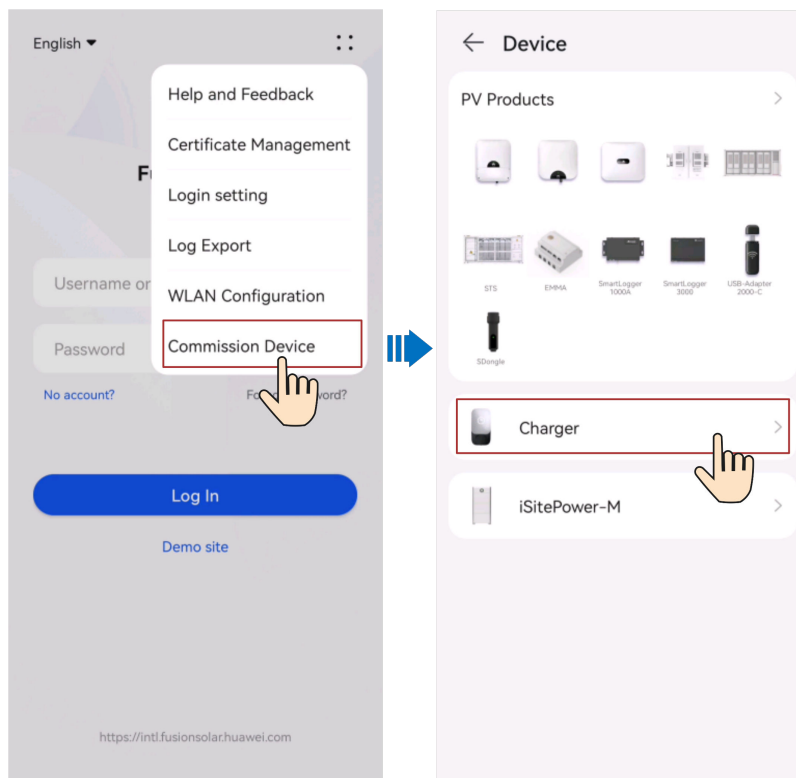 English
Help and Feedback
Certificate Management
Login setting
Log Export
WLAN Configuration
Commission Device
Username or
Password
No account?
Log In
Demo site
https://intl.fusionsolar.huawei.com
Device
PV Products
STS
EMMA
SmartLogger
1000A
SmartLogger
3000
USB-Adapter
2000-C
SDongle
Charger
iSitePower-M